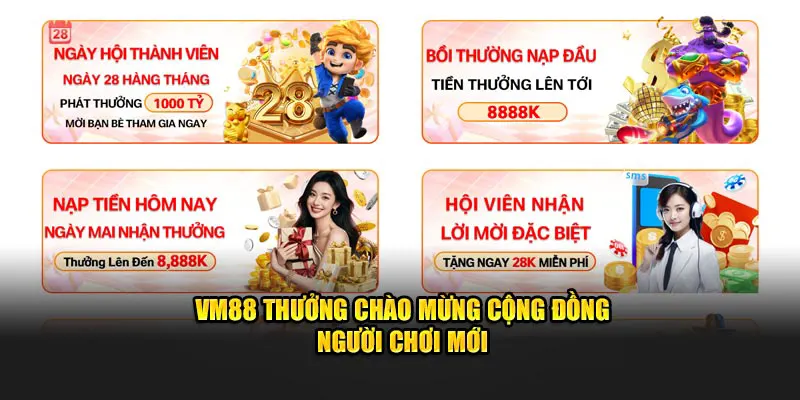 28
NGÀY HỘI THÀNH VIÊN
NGÀY 28 HÀNG THÁNG
PHÁT THƯỞNG 1000 TỶ
MỜI BẠN BÈ THAM GIA NGAY
28
BỒI THƯỜNG NẠP ĐẦU
TIỀN THƯỞNG LÊN TỚI
8888K
NẠP TIỀN HÔM NAY
NGÀY MAI NHẬN THƯỞNG
Thưởng Lên Đến 8,888K
HỘI VIÊN NHẬN
LỜI MỜI ĐẶC BIỆT
TẶNG NGAY 28K MIỄN PHÍ
sms
VM88 THƯỞNG CHÀO MỪNG CỘNG ĐỒNG
NGƯỜI CHƠI MỚI